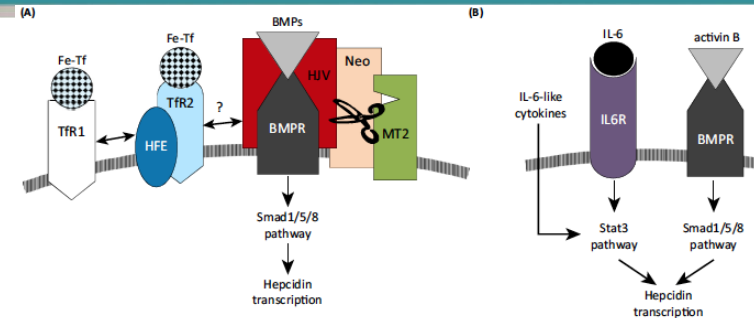 (A)
BMPs
Fe-Tf
Fe-Tf
HJV
Neo
TfR1
TfR2
?
HFE
BMPR
MT2
Smad1/5/8
pathway
Hepcidin
transcription
(B)
IL-6
activin B
IL-6-like
cytokines
IL6R
BMPR
Stat3
pathway
Smad1/5/8
pathway
Hepcidin
transcription